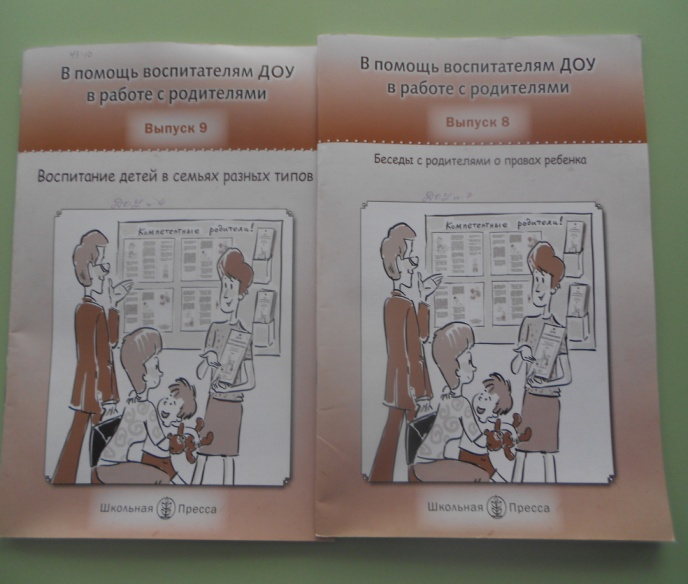 В помощь воспитателям ДОУ
в работе с родителями
Выпуск 9
Воспитание детей в семьях разных типов
Компетентные родители!
Школьная Пресса
В помощь воспитателям ДОУ
в работе с родителями
Выпуск 8
Беседы с родителями о правах ребенка
Компетентные родители!
Школьная Пресса